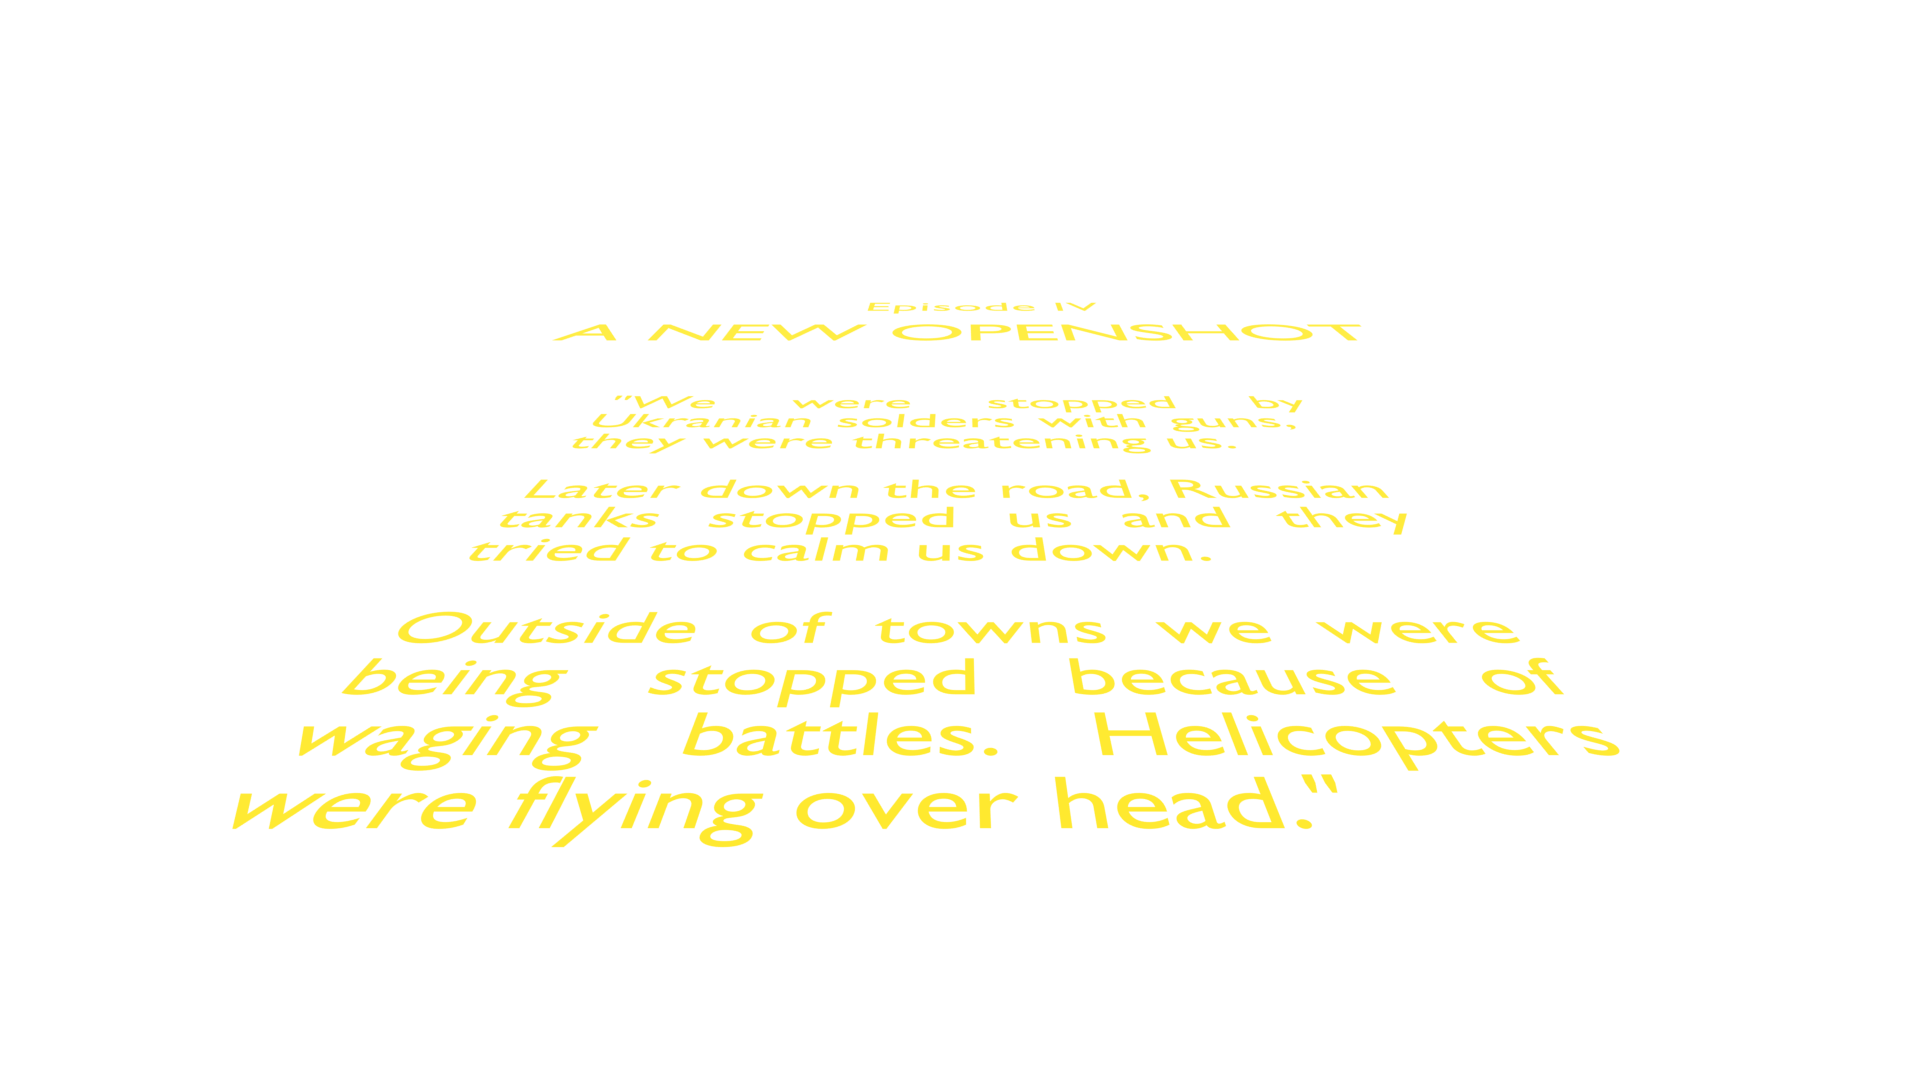 Episode IV
A NEW OPENSHOT
"We were stopped by
Ukranian solders with guns,
they were threatening us.
Later down the road, Russian
tanks stopped us and they
tried to calm us down.
Outside of towns we were
being stopped because of
waging battles. Helicopters
were flying over head."